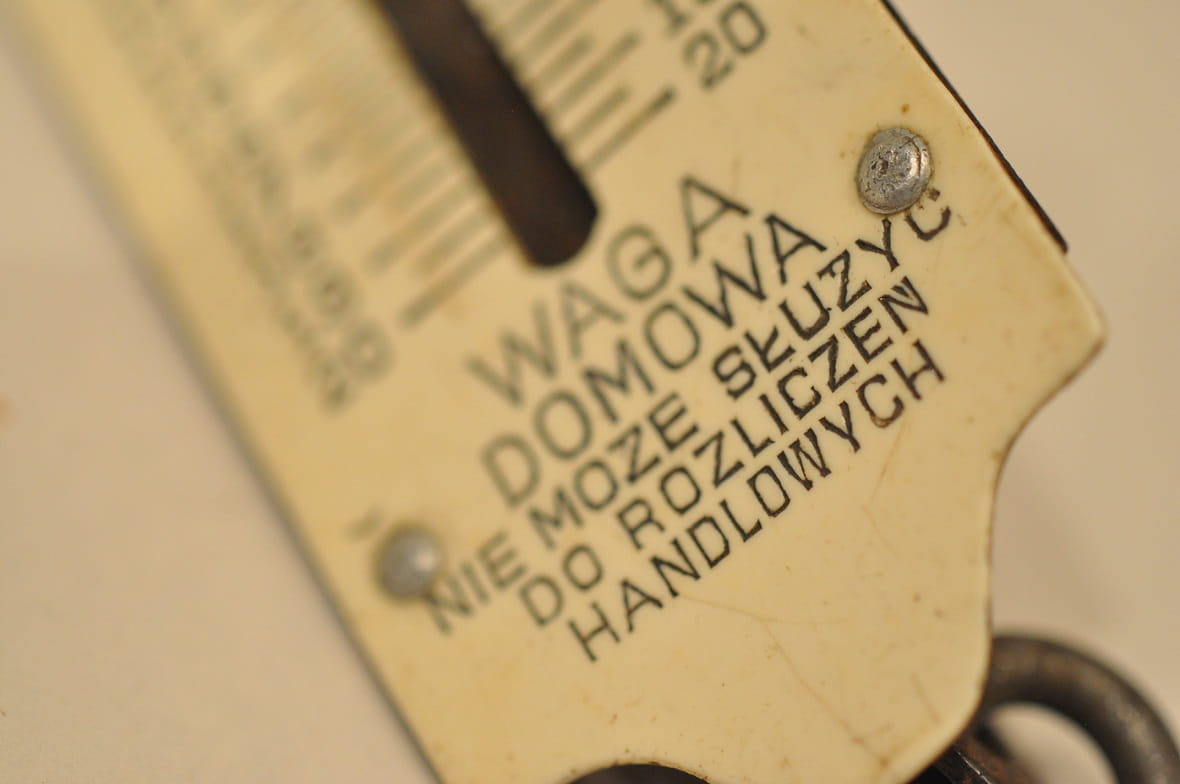 20
WAGA
DOMOWA
NIE MOŻE SŁUŻYĆ
DO ROZLICZEŃ
HANDLOWYCH